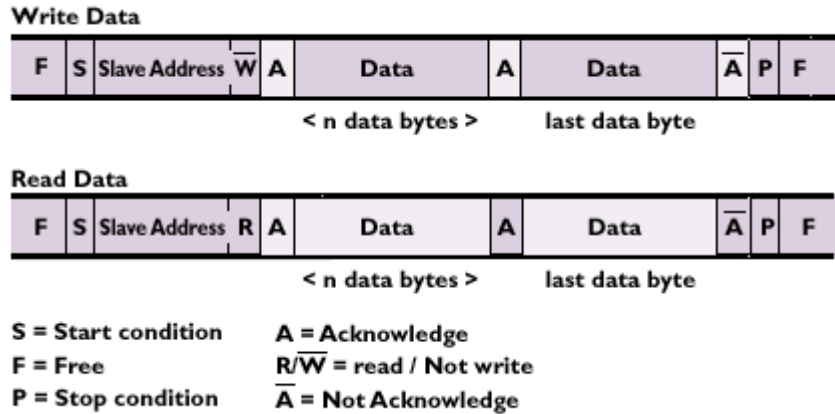 Write Data
F S Slave Address W̅ A Data A Data A̅ P F
< n data bytes > last data byte
Read Data
F S Slave Address R A Data A Data A̅ P F
< n data bytes > last data byte
S = Start condition A = Acknowledge
F = Free R/W̅ = read / Not write
P = Stop condition A̅ = Not Acknowledge